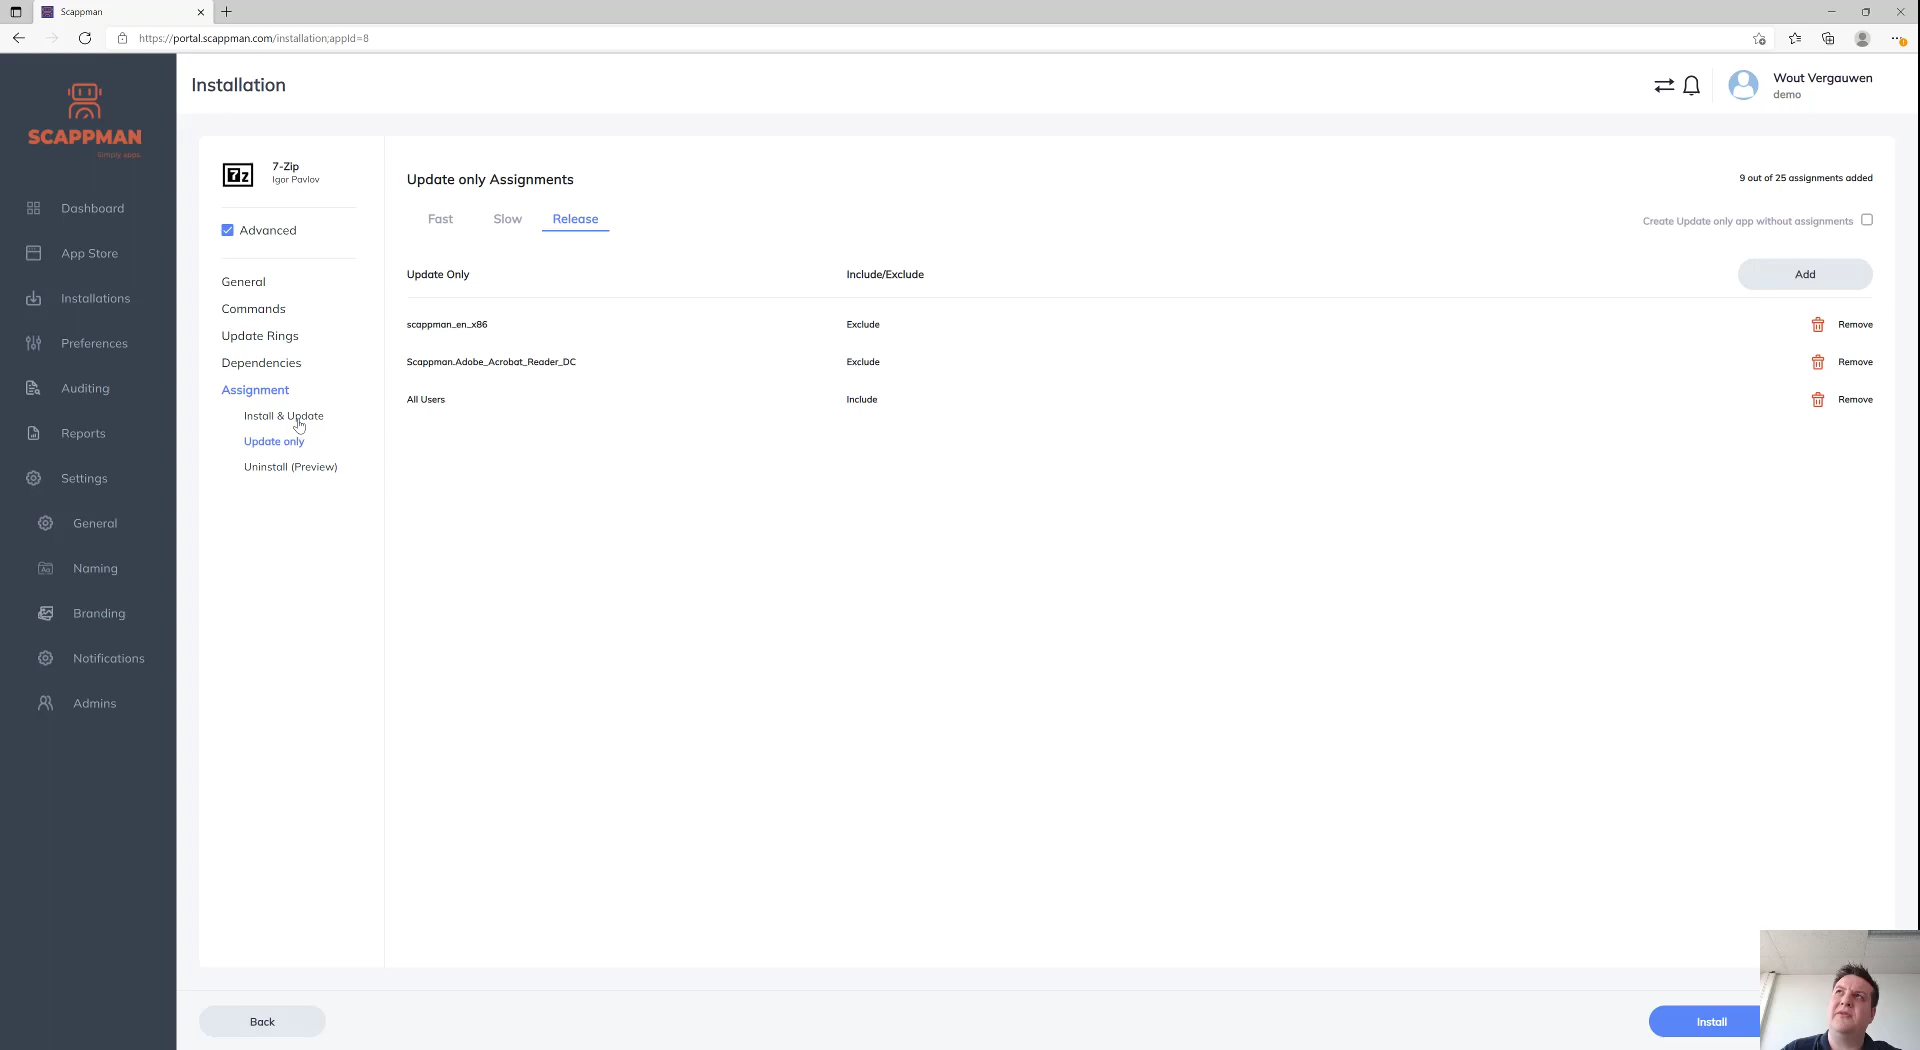 Scappman
https://portal.scappman.com/installation;appId=8
SCAPPMAN
Simply apps.
Installation
Wout Vergauwen
demo
Dashboard
App Store
Installations
Preferences
Auditing
Reports
Settings
General
Naming
Branding
Notifications
Admins
7z
7-Zip
Igor Pavlov
Advanced
General
Commands
Update Rings
Dependencies
Assignment
Install & Update
Update only
Uninstall (Preview)
Update only Assignments
9 out of 25 assignments added
Fast Slow Release
Create Update only app without assignments
Update Only Include/Exclude Add
scappman_en_x86 Exclude Remove
Scappman.Adobe_Acrobat_Reader_DC Exclude Remove
All Users Include Remove
Back Install